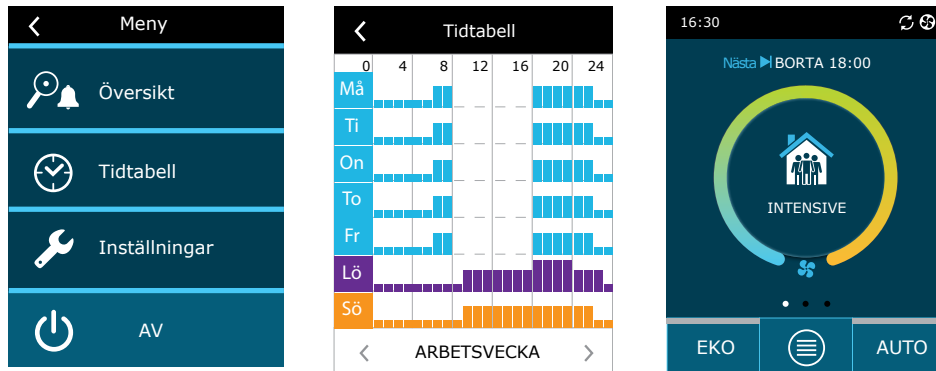 Meny
Översikt
Tidtabell
Inställningar
AV
Tidtabell
0 4 8 12 16 20 24
Må
Ti
On
To
Fr
Lö
Sö
ARBETSVECKA
16:30
Nästa BORTA 18:00
INTENSIVE
EKO AUTO